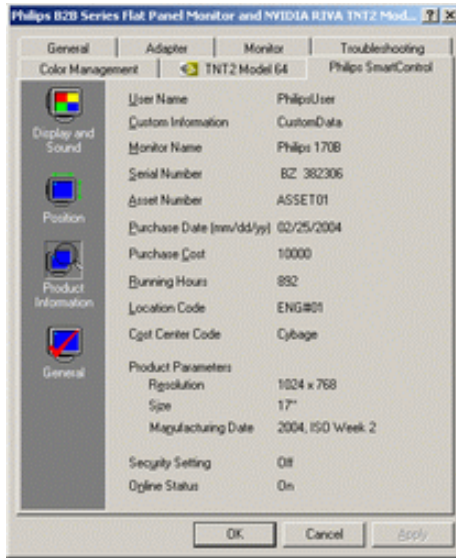 Philips B2B Series Flat Panel Monitor and NVIDIA RIVA TNT2 Mod...
General Adapter Monitor Troubleshooting
Color Management TNT2 Model 64 Philips SmartControl
Display and Sound
Position
Product Information
General
User Name PhilipsUser
Custom Information CustomData
Monitor Name Philips 170B
Serial Number BZ 382306
Asset Number ASSET01
Purchase Date (mm/dd/yy) 02/25/2004
Purchase Cost 10000
Running Hours 892
Location Code ENG#01
Cost Center Code Cybage
Product Parameters
Resolution 1024 x 768
Size 17"
Manufacturing Date 2004, ISO Week 2
Security Setting Off
Online Status On
OK Cancel Apply